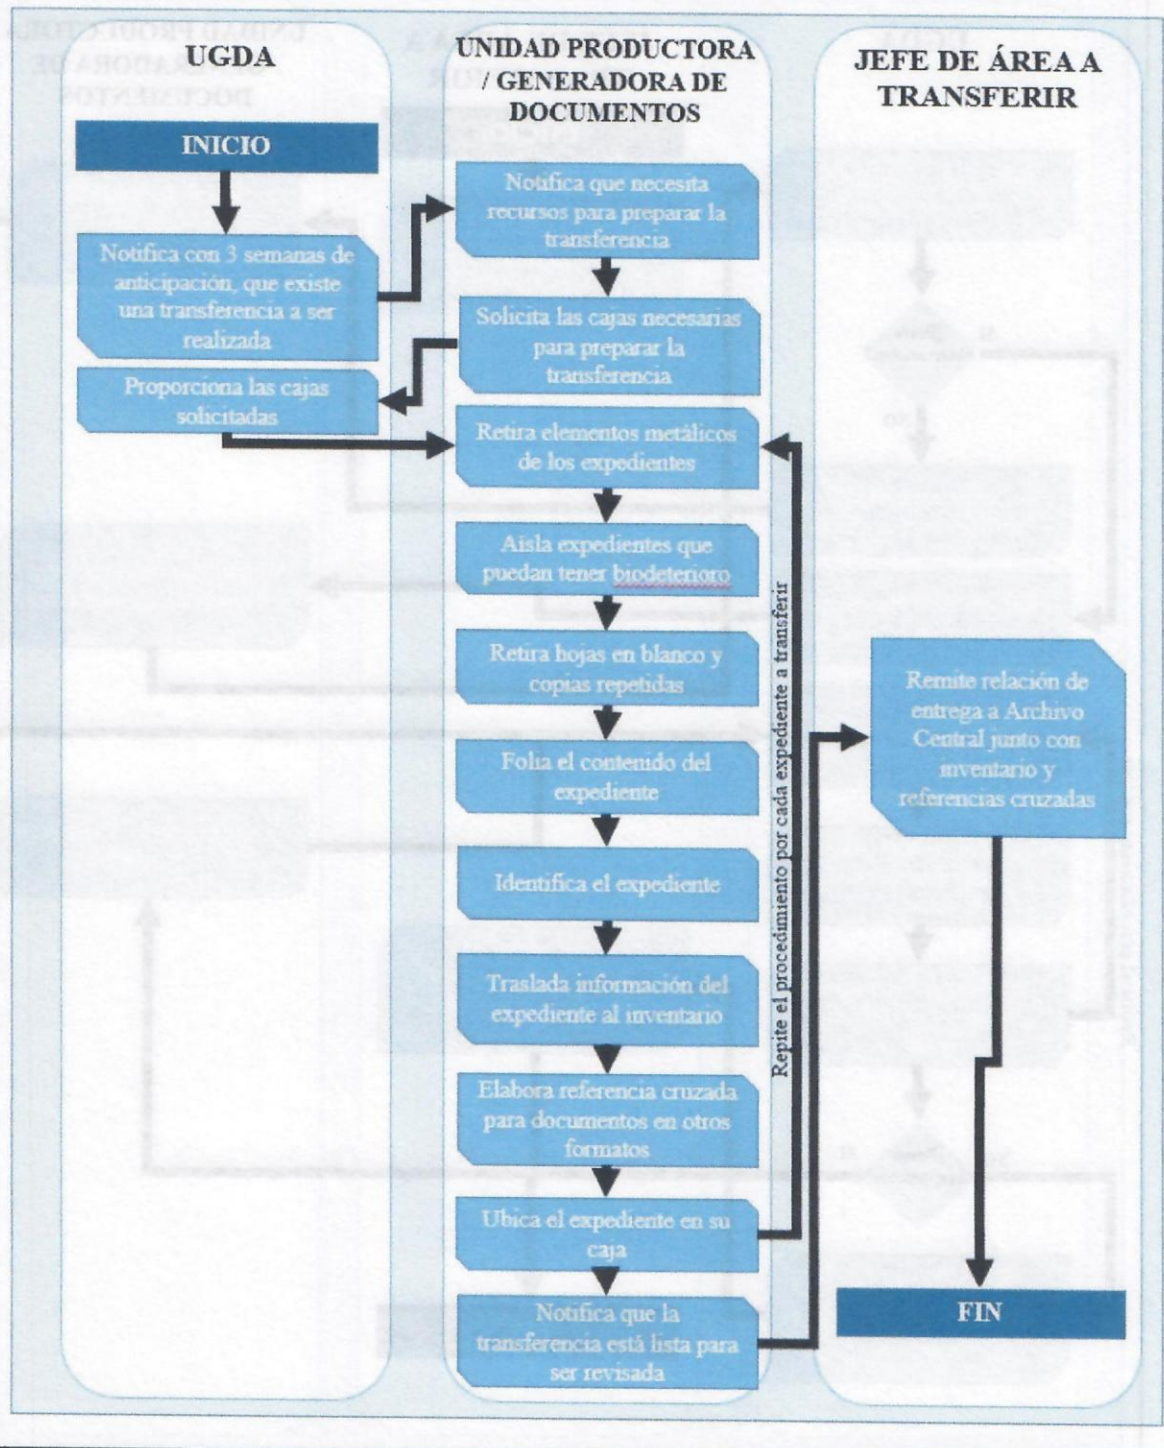 UGDA
UNIDAD PRODUCTORA
/ GENERADORA DE
DOCUMENTOS
JEFE DE ÁREA A
TRANSFERIR
INICIO
Notifica con 3 semanas de
anticipación, que existe
una transferencia a ser
realizada
Notifica que necesita
recursos para preparar la
transferencia
Solicita las cajas necesarias
para preparar la
transferencia
Proporciona las cajas
solicitadas
Retira elementos metálicos
de los expedientes
Aisla expedientes que
puedan tener biodeterioro
Retira hojas en blanco y
copias repetidas
Folia el contenido del
expediente
Identifica el expediente
Traslada información del
expediente al inventario
Elabora referencia cruzada
para documentos en otros
formatos
Ubica el expediente en su
caja
Repite el procedimiento por cada expediente a transferir
Notifica que la
transferencia está lista para
ser revisada
Remite relación de
entrega a Archivo
Central junto con
inventario y
referencias cruzadas
FIN